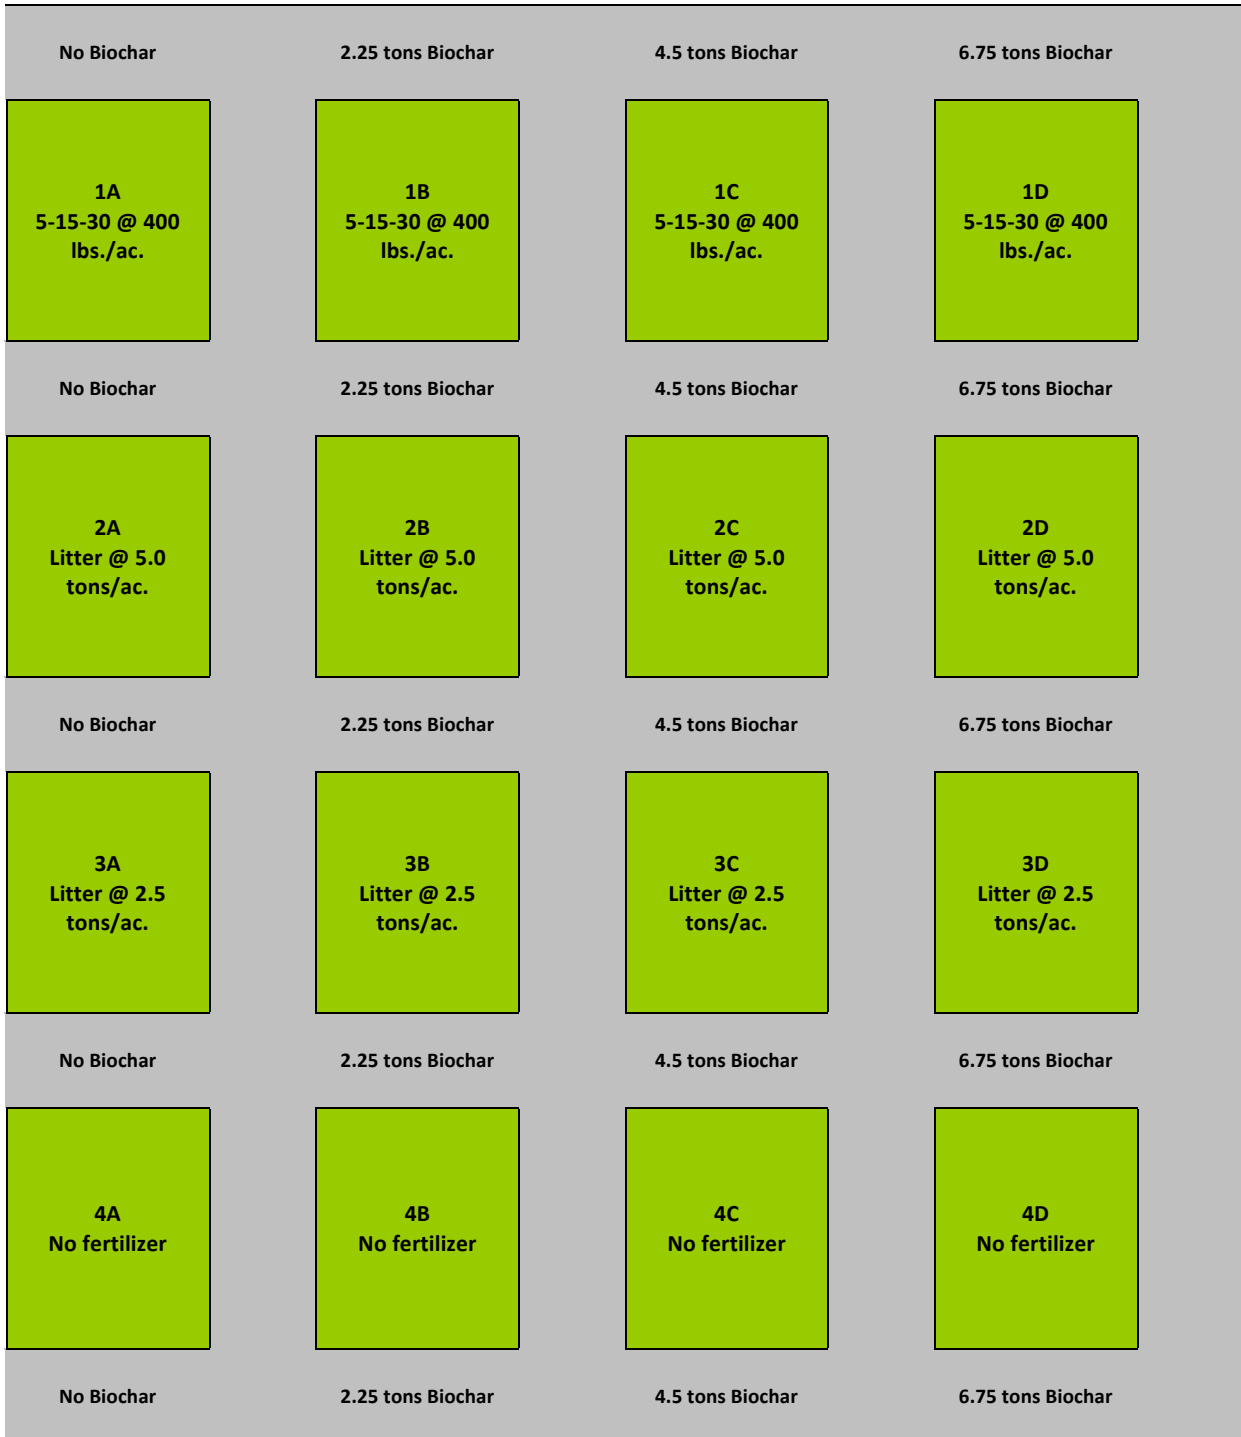 No Biochar
2.25 tons Biochar
4.5 tons Biochar
6.75 tons Biochar
1A
5-15-30 @ 400
lbs./ac.
1B
5-15-30 @ 400
lbs./ac.
1C
5-15-30 @ 400
lbs./ac.
1D
5-15-30 @ 400
lbs./ac.
No Biochar
2.25 tons Biochar
4.5 tons Biochar
6.75 tons Biochar
2A
Litter @ 5.0
tons/ac.
2B
Litter @ 5.0
tons/ac.
2C
Litter @ 5.0
tons/ac.
2D
Litter @ 5.0
tons/ac.
No Biochar
2.25 tons Biochar
4.5 tons Biochar
6.75 tons Biochar
3A
Litter @ 2.5
tons/ac.
3B
Litter @ 2.5
tons/ac.
3C
Litter @ 2.5
tons/ac.
3D
Litter @ 2.5
tons/ac.
No Biochar
2.25 tons Biochar
4.5 tons Biochar
6.75 tons Biochar
4A
No fertilizer
4B
No fertilizer
4C
No fertilizer
4D
No fertilizer
No Biochar
2.25 tons Biochar
4.5 tons Biochar
6.75 tons Biochar